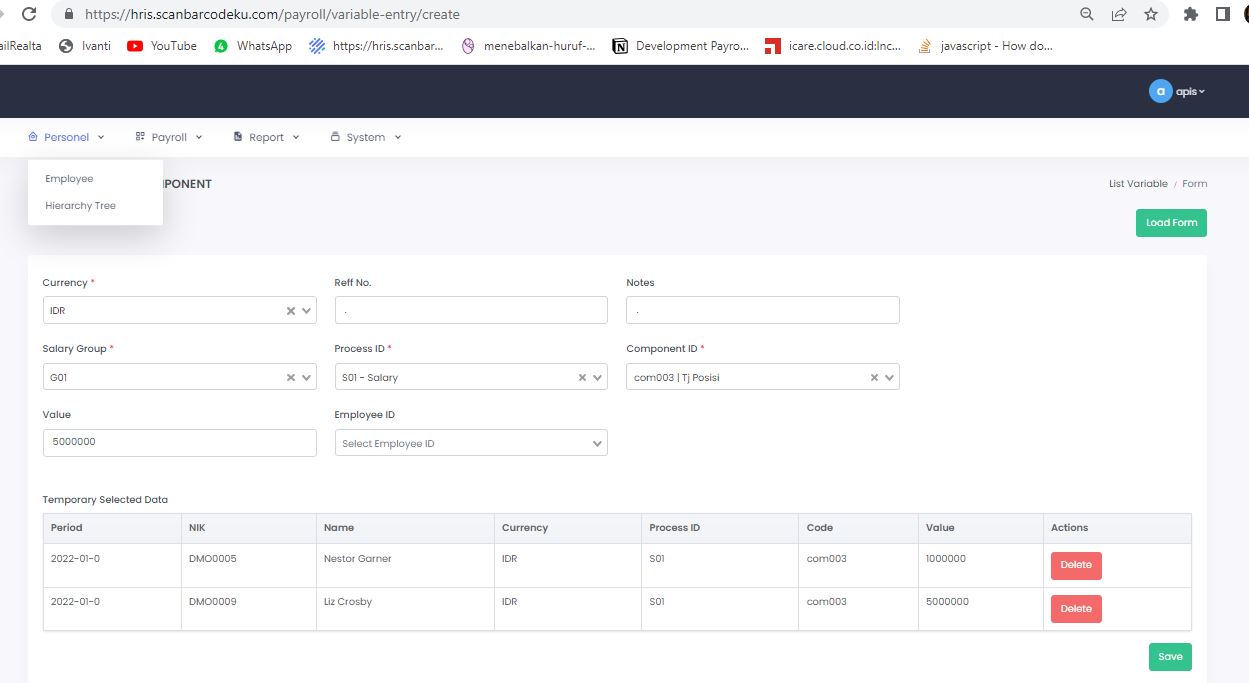 https://hris.scanbarcodeku.com/payroll/variable-entry/create
ailRealta Ivanti YouTube WhatsApp https://hris.scanbar... menebalkan-huruf-... Development Payro... icare.cloud.co.id:Inc... javascript - How do...
a apis
Personel Payroll Report System
Employee
Hierarchy Tree
PONENT
List Variable / Form
Load Form
Currency * Reff No. Notes
IDR . .
Salary Group * Process ID * Component ID *
G01 S01 - Salary com003 | Tj Posisi
Value Employee ID
5000000 Select Employee ID
Temporary Selected Data
Period NIK Name Currency Process ID Code Value Actions
2022-01-0 DMO0005 Nestor Garner IDR S01 com003 1000000 Delete
2022-01-0 DMO0009 Liz Crosby IDR S01 com003 5000000 Delete
Save